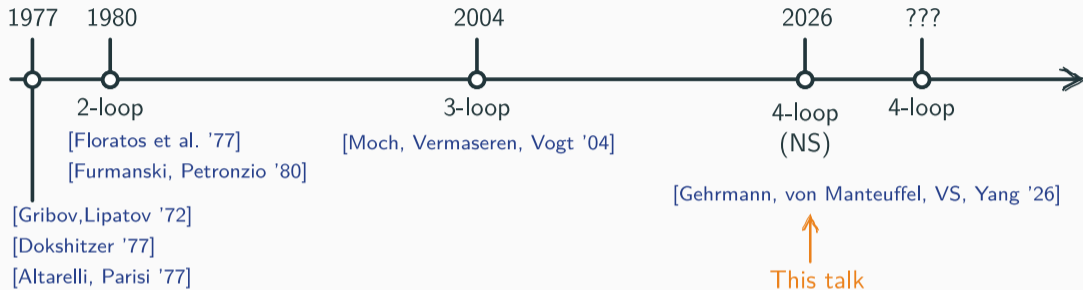 1977 1980 2004 2026 ???
2-loop 3-loop 4-loop 4-loop
(NS)
[Floratos et al. '77] [Moch, Vermaseren, Vogt '04]
[Furmanski, Petronzio '80]
[Gehrmann, von Manteuffel, VS, Yang '26]
[Gribov,Lipatov '72]
[Dokshitzer '77]
[Altarelli, Parisi '77]
This talk